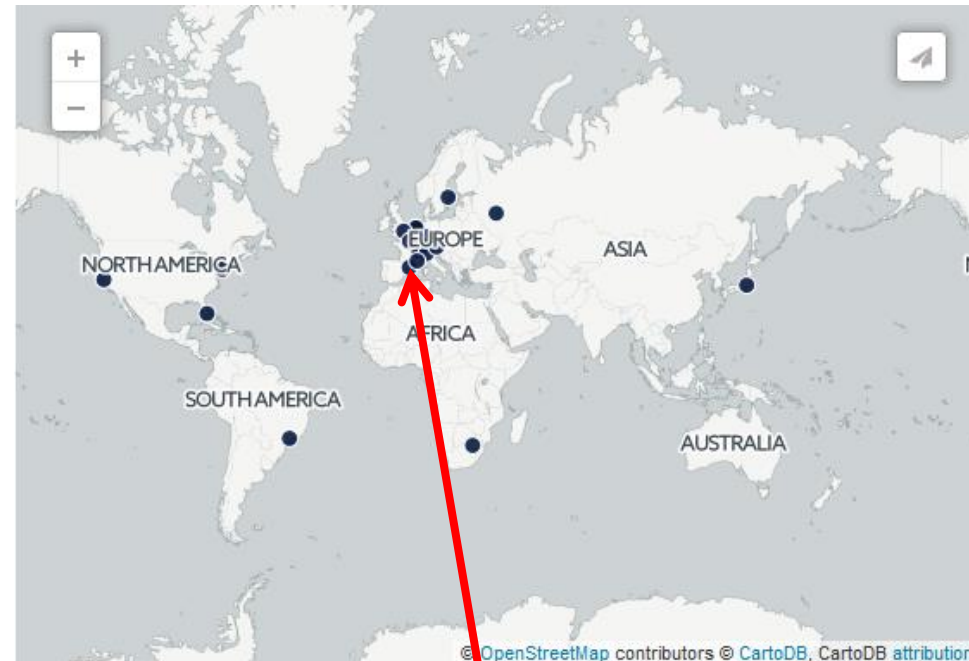 +
−
EUROPE
ASIA
NORTH AMERICA
AFRICA
SOUTH AMERICA
AUSTRALIA
© OpenStreetMap contributors © CartoDB, CartoDB attribution